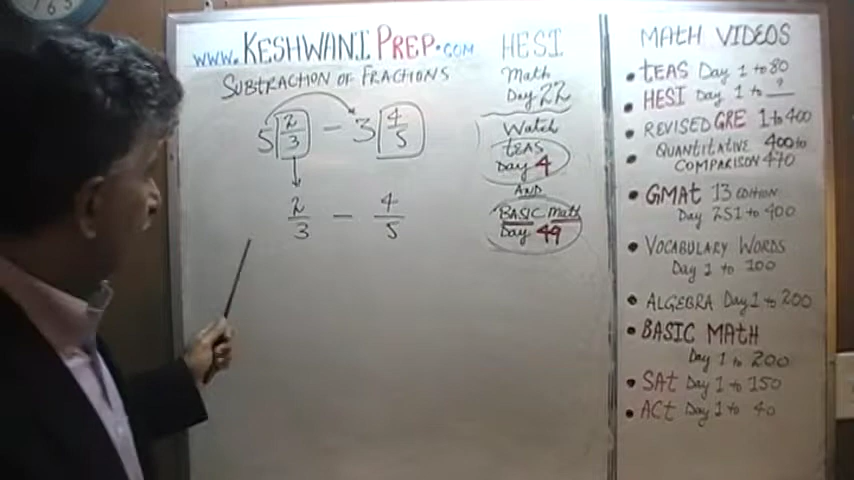 www.KESHWANIPREP.COM
SUBTRACTION OF FRACTIONS
5 2/3 - 3 4/5
2/3 - 4/5
HESI
Math
Day 22
Watch
TEAS
Day 4
AND
BASIC Math
Day 49
MATH VIDEOS
• TEAS Day 1 to 80
• HESI Day 1 to __?
• REVISED GRE 1 to 400
• QUANTITATIVE 400 to
COMPARISON 470
• GMAT 13 EDITION
Day 251 to 400
• VOCABULARY WORDS
Day 1 to 100
• ALGEBRA Day 1 to 200
• BASIC MATH
Day 1 to 200
• SAT Day 1 to 150
• ACT Day 1 to 40